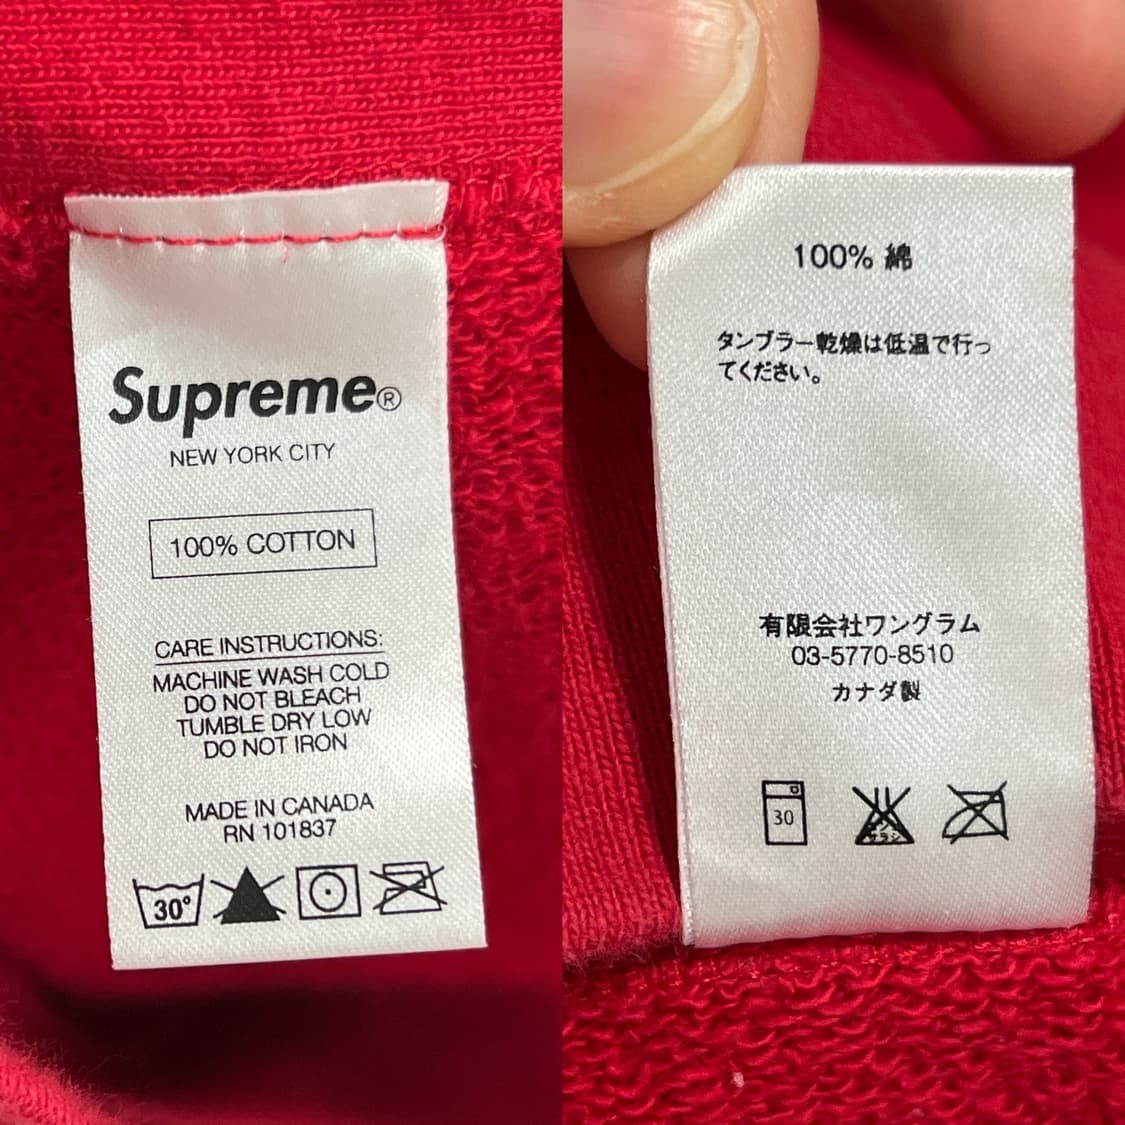 Supreme®
NEW YORK CITY
100% COTTON
CARE INSTRUCTIONS:
MACHINE WASH COLD
DO NOT BLEACH
TUMBLE DRY LOW
DO NOT IRON
MADE IN CANADA
RN 101837
30°
100% 綿
タンブラー乾燥は低温で行っ
てください。
有限会社ワングラム
03-5770-8510
カナダ製
30